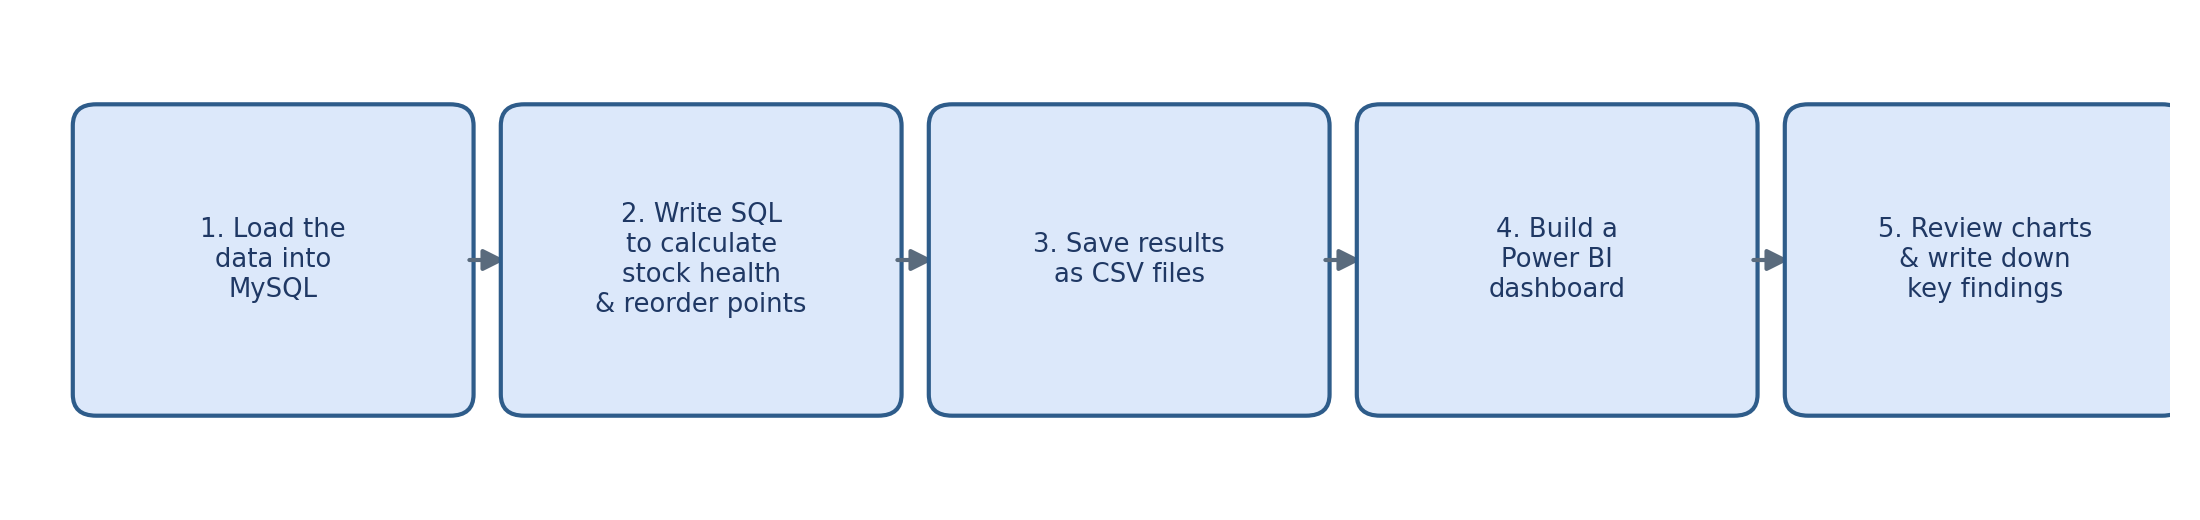 1. Load the
data into
MySQL
2. Write SQL
to calculate
stock health
& reorder points
3. Save results
as CSV files
4. Build a
Power BI
dashboard
5. Review charts
& write down
key findings